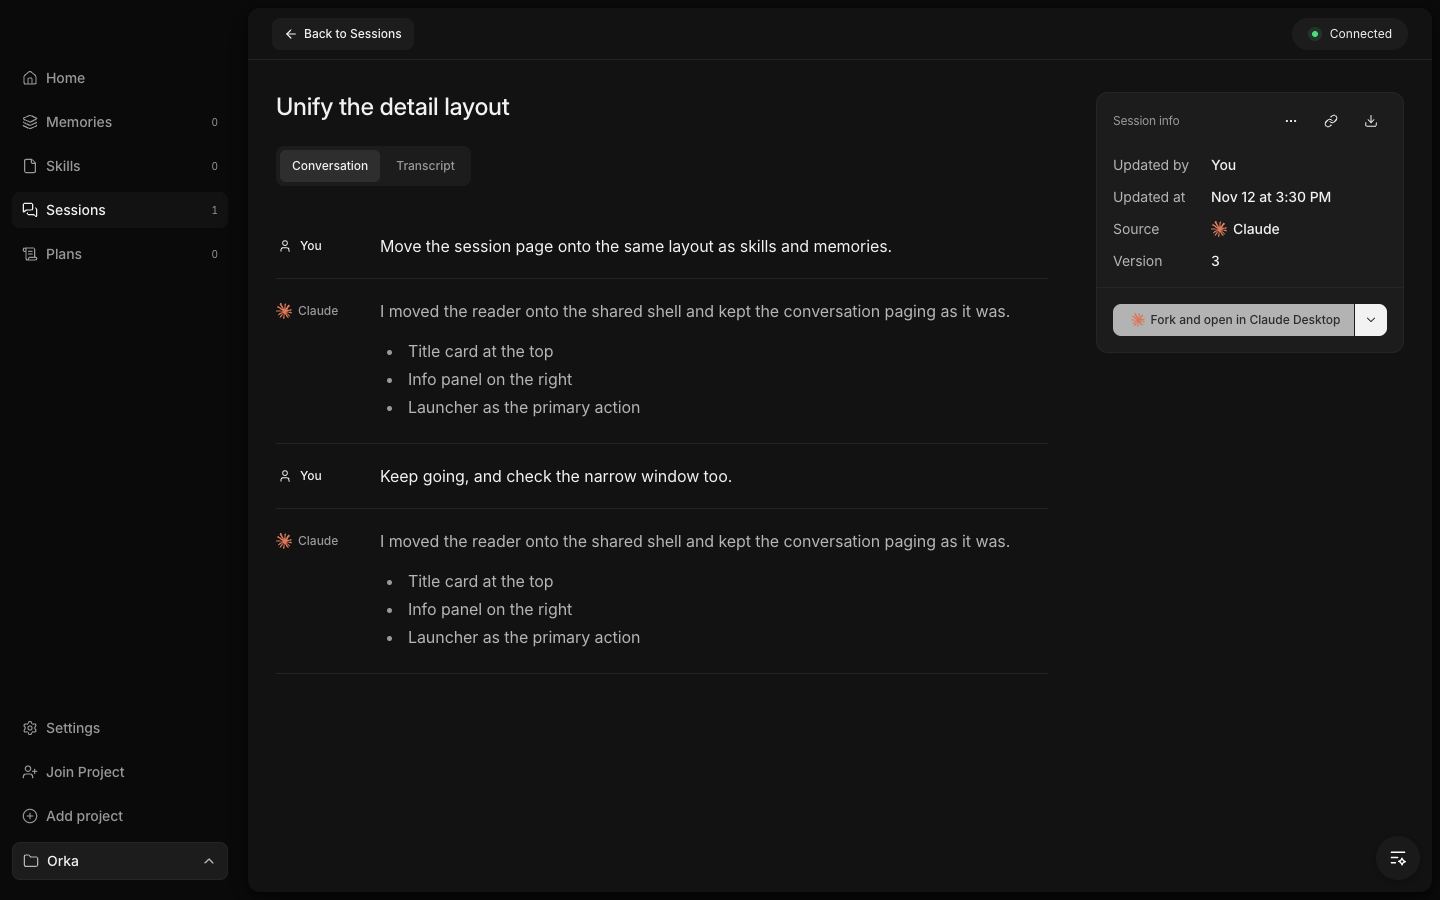 Back to Sessions
Connected
Home
Memories 0
Skills 0
Sessions 1
Plans 0
Settings
Join Project
Add project
Orka
Unify the detail layout
Conversation
Transcript
You
Move the session page onto the same layout as skills and memories.
Claude
I moved the reader onto the shared shell and kept the conversation paging as it was.
• Title card at the top
• Info panel on the right
• Launcher as the primary action
You
Keep going, and check the narrow window too.
Claude
I moved the reader onto the shared shell and kept the conversation paging as it was.
• Title card at the top
• Info panel on the right
• Launcher as the primary action
Session info
Updated by You
Updated at Nov 12 at 3:30 PM
Source Claude
Version 3
Fork and open in Claude Desktop